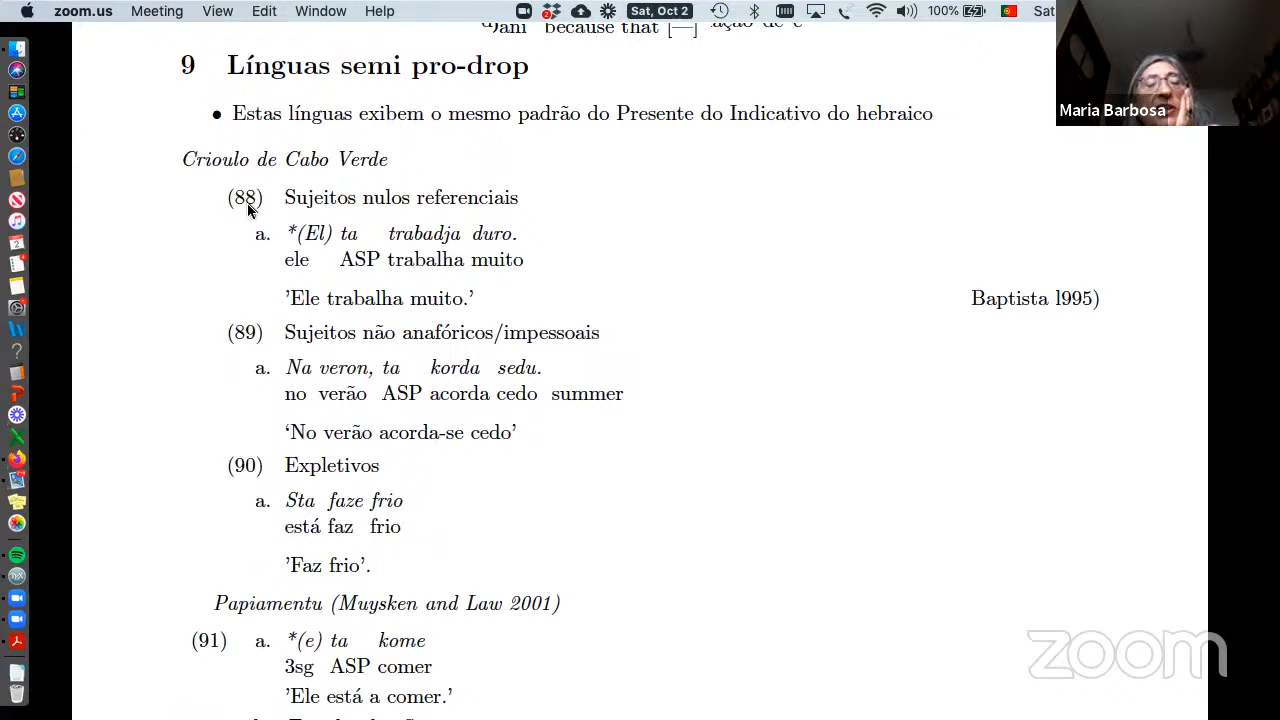 zoom.us Meeting View Edit Window Help Sat, Oct 2 100% Sat
because that [—]
9 Línguas semi pro-drop
• Estas línguas exibem o mesmo padrão do Presente do Indicativo do hebraico
Crioulo de Cabo Verde
(88) Sujeitos nulos referenciais
a. *(El) ta trabadja duro.
ele ASP trabalha muito
'Ele trabalha muito.' Baptista l995)
(89) Sujeitos não anafóricos/impessoais
a. Na veron, ta korda sedu.
no verão ASP acorda cedo summer
‘No verão acorda-se cedo’
(90) Expletivos
a. Sta faze frio
está faz frio
’Faz frio’.
Papiamentu (Muysken and Law 2001)
(91) a. *(e) ta kome
3sg ASP comer
’Ele está a comer.’
Maria Barbosa
zoom